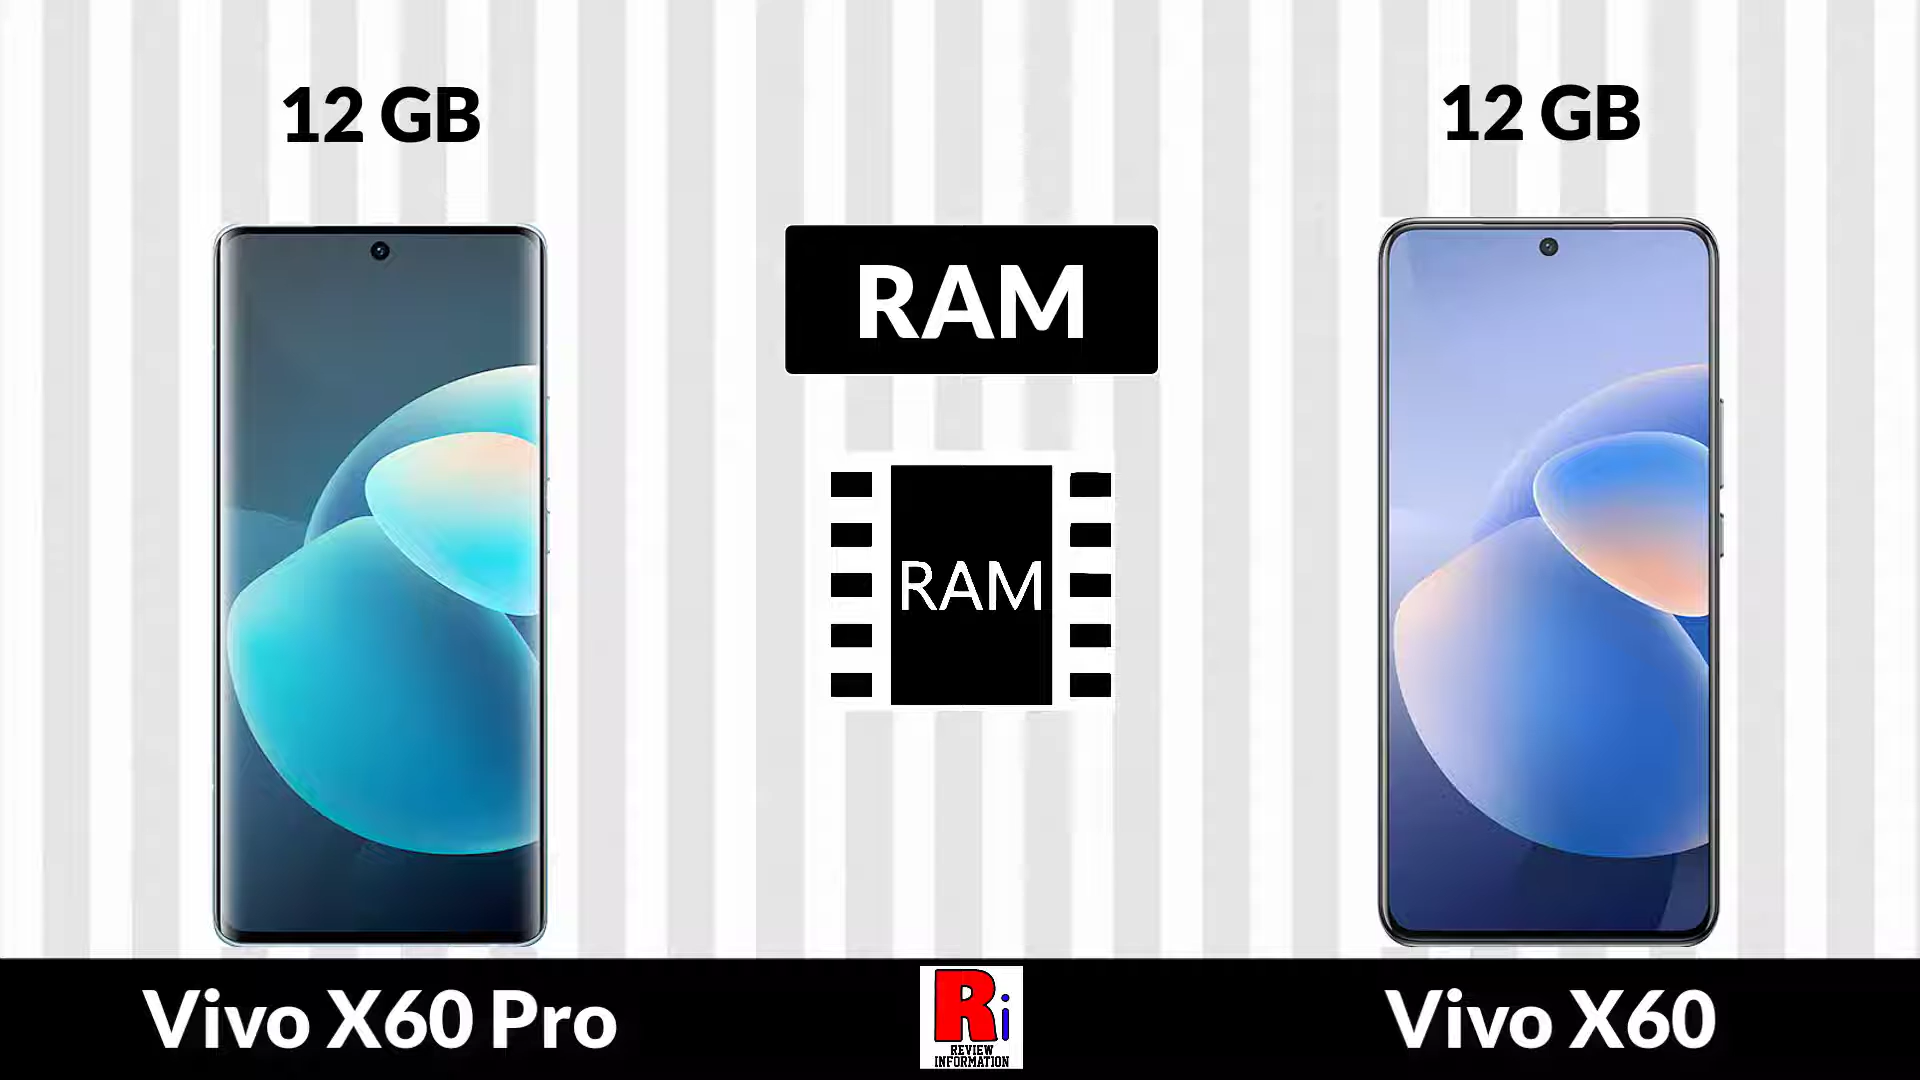 12 GB
12 GB
RAM
RAM
Vivo X60 Pro
Ri
REVIEW
INFORMATION
Vivo X60